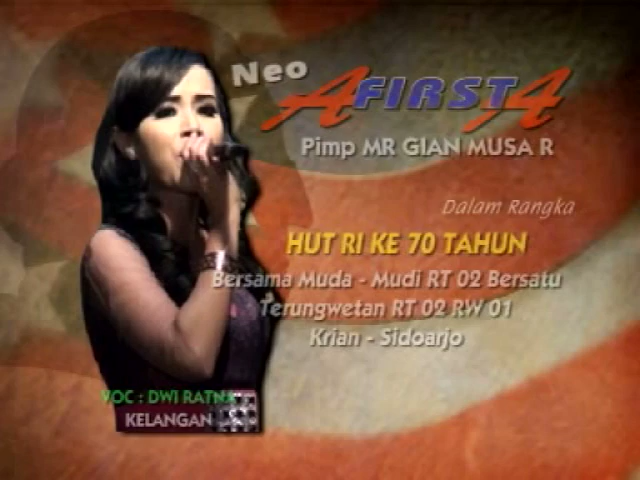 Neo
AFIRSTA
Pimp MR GIAN MUSA R
Dalam Rangka
HUT RI KE 70 TAHUN
Bersama Muda - Mudi RT 02 Bersatu
Terungwetan RT 02 RW 01
Krian - Sidoarjo
VOC : DWI RATNA
KELANGAN